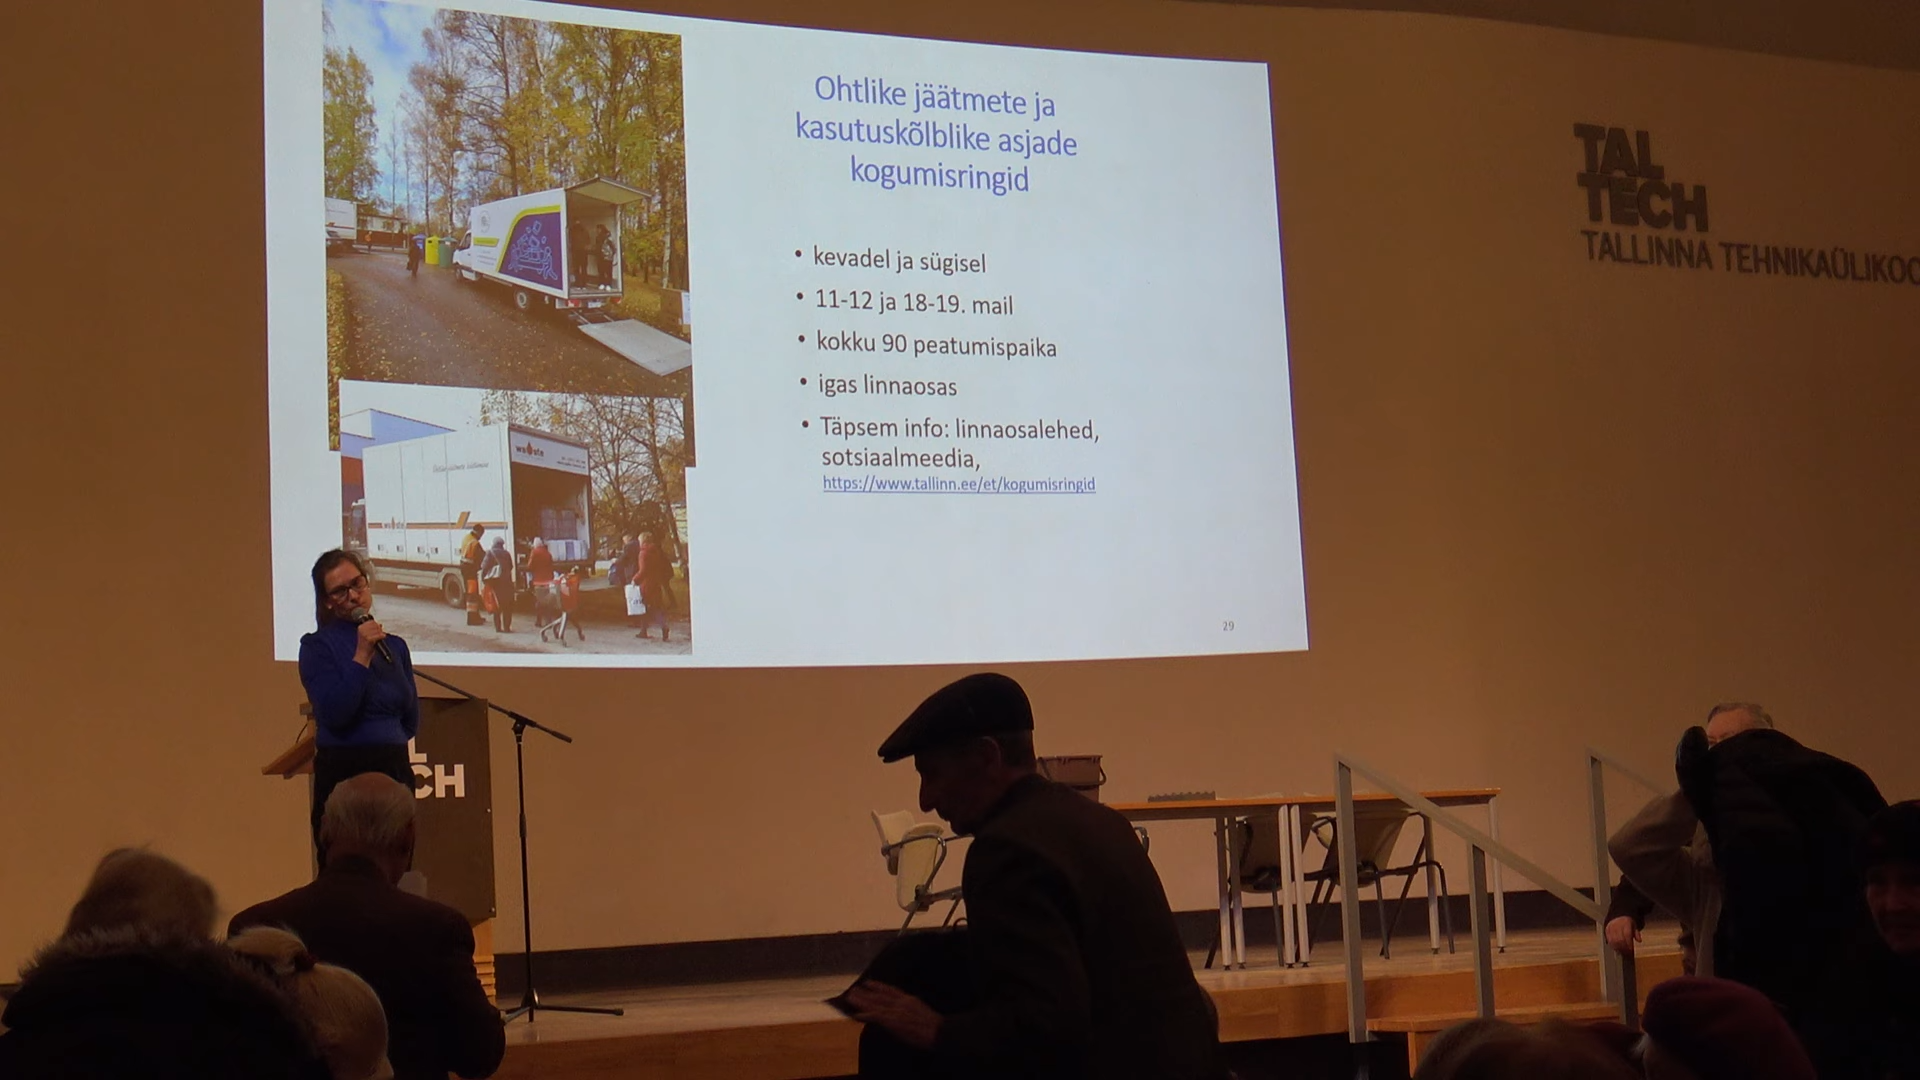 Ohtlike jäätmete ja
kasutuskõlblike asjade
kogumisringid
• kevadel ja sügisel
• 11-12 ja 18-19. mail
• kokku 90 peatumispaika
• igas linnaosas
• Täpsem info: linnaosalehed,
sotsiaalmeedia,
https://www.tallinn.ee/et/kogumisringid
29
TAL
TECH
TALLINNA TEHNIKAÜLIKOO
L
CH